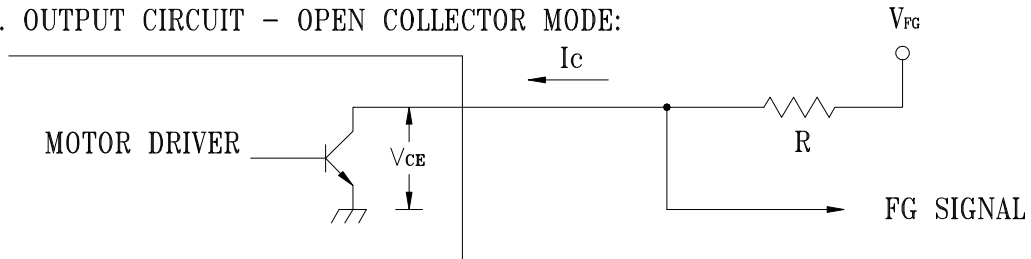 . OUTPUT CIRCUIT - OPEN COLLECTOR MODE:
VFG
Ic
MOTOR DRIVER
VCE
R
FG SIGNAL